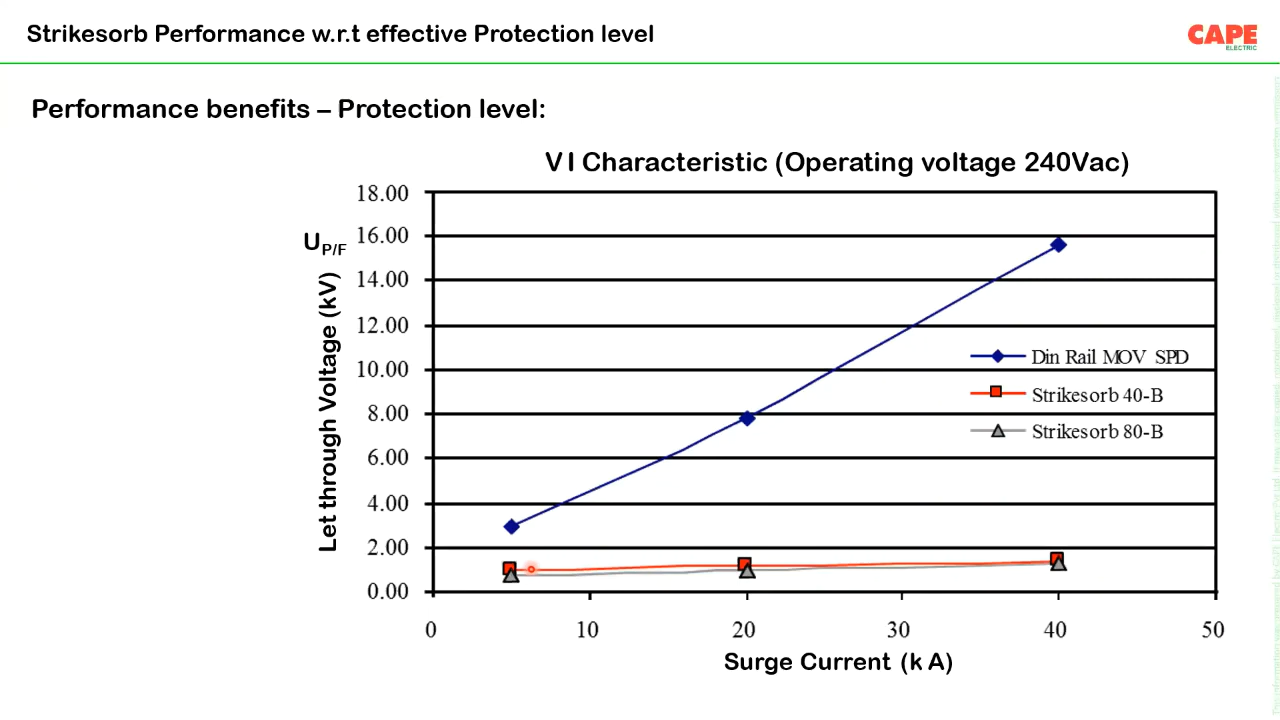 Strikesorb Performance w.r.t effective Protection level
CAPE
ELECTRIC
Performance benefits – Protection level:
V I Characteristic (Operating voltage 240Vac)
18.00
U P/F
16.00
14.00
12.00
10.00
8.00
6.00
4.00
2.00
0.00
Let through Voltage (kV)
Din Rail MOV SPD
Strikesorb 40-B
Strikesorb 80-B
0
10
20
30
40
50
Surge Current (k A)